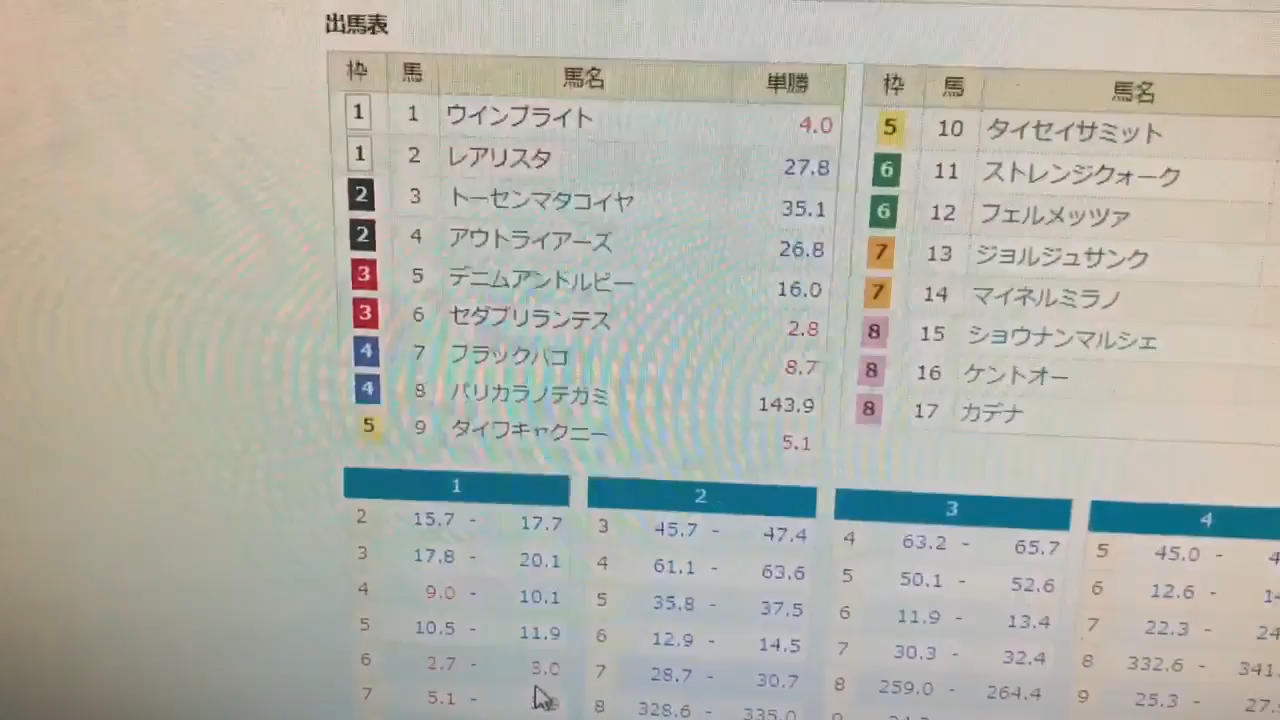 出馬表
枠 馬 馬名 単勝
1 1 ウインブライト 4.0
1 2 レアリスタ 27.8
2 3 トーセンマタコイヤ 35.1
2 4 アウトライアーズ 26.8
3 5 デニムアンドルビー 16.0
3 6 セダブリランテス 2.8
4 7 ブラックバゴ 8.7
4 8 パリカラノテガミ 143.9
5 9 ダイワキャグニー 5.1
枠 馬 馬名
5 10 タイセイサミット
6 11 ストレンジクォーク
6 12 フェルメッツァ
7 13 ジョルジュサンク
7 14 マイネルミラノ
8 15 ショウナンマルシェ
8 16 ケントオー
8 17 カデナ
1
2 15.7 - 17.7
3 17.8 - 20.1
4 9.0 - 10.1
5 10.5 - 11.9
6 2.7 - 3.0
7 5.1 -
2
3 45.7 - 47.4
4 61.1 - 63.6
5 35.8 - 37.5
6 12.9 - 14.5
7 28.7 - 30.7
8 328.6 - 335.0
3
4 63.2 - 65.7
5 50.1 - 52.6
6 11.9 - 13.4
7 30.3 - 32.4
8 259.0 - 264.4
4
5 45.0 -
6 12.6 -
7 22.3 -
8 332.6 - 341.
9 25.3 -